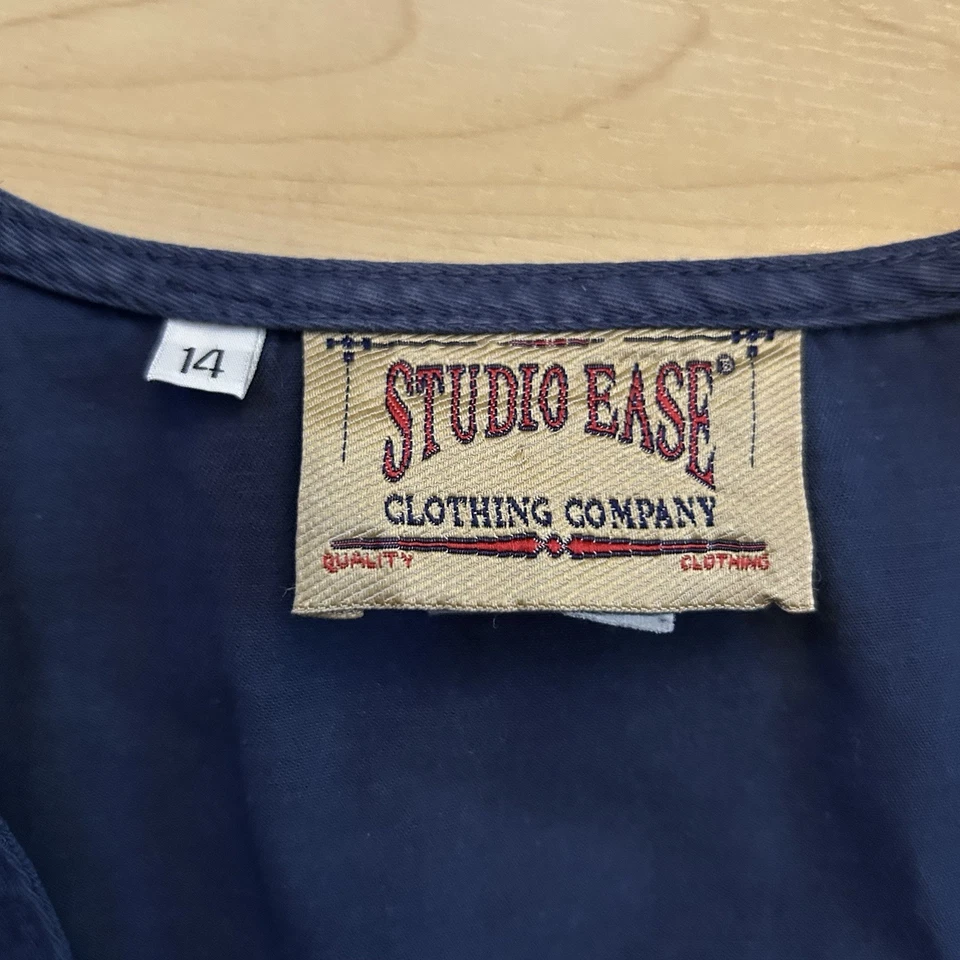 14
STUDIO EASE®
CLOTHING COMPANY
QUALITY CLOTHING